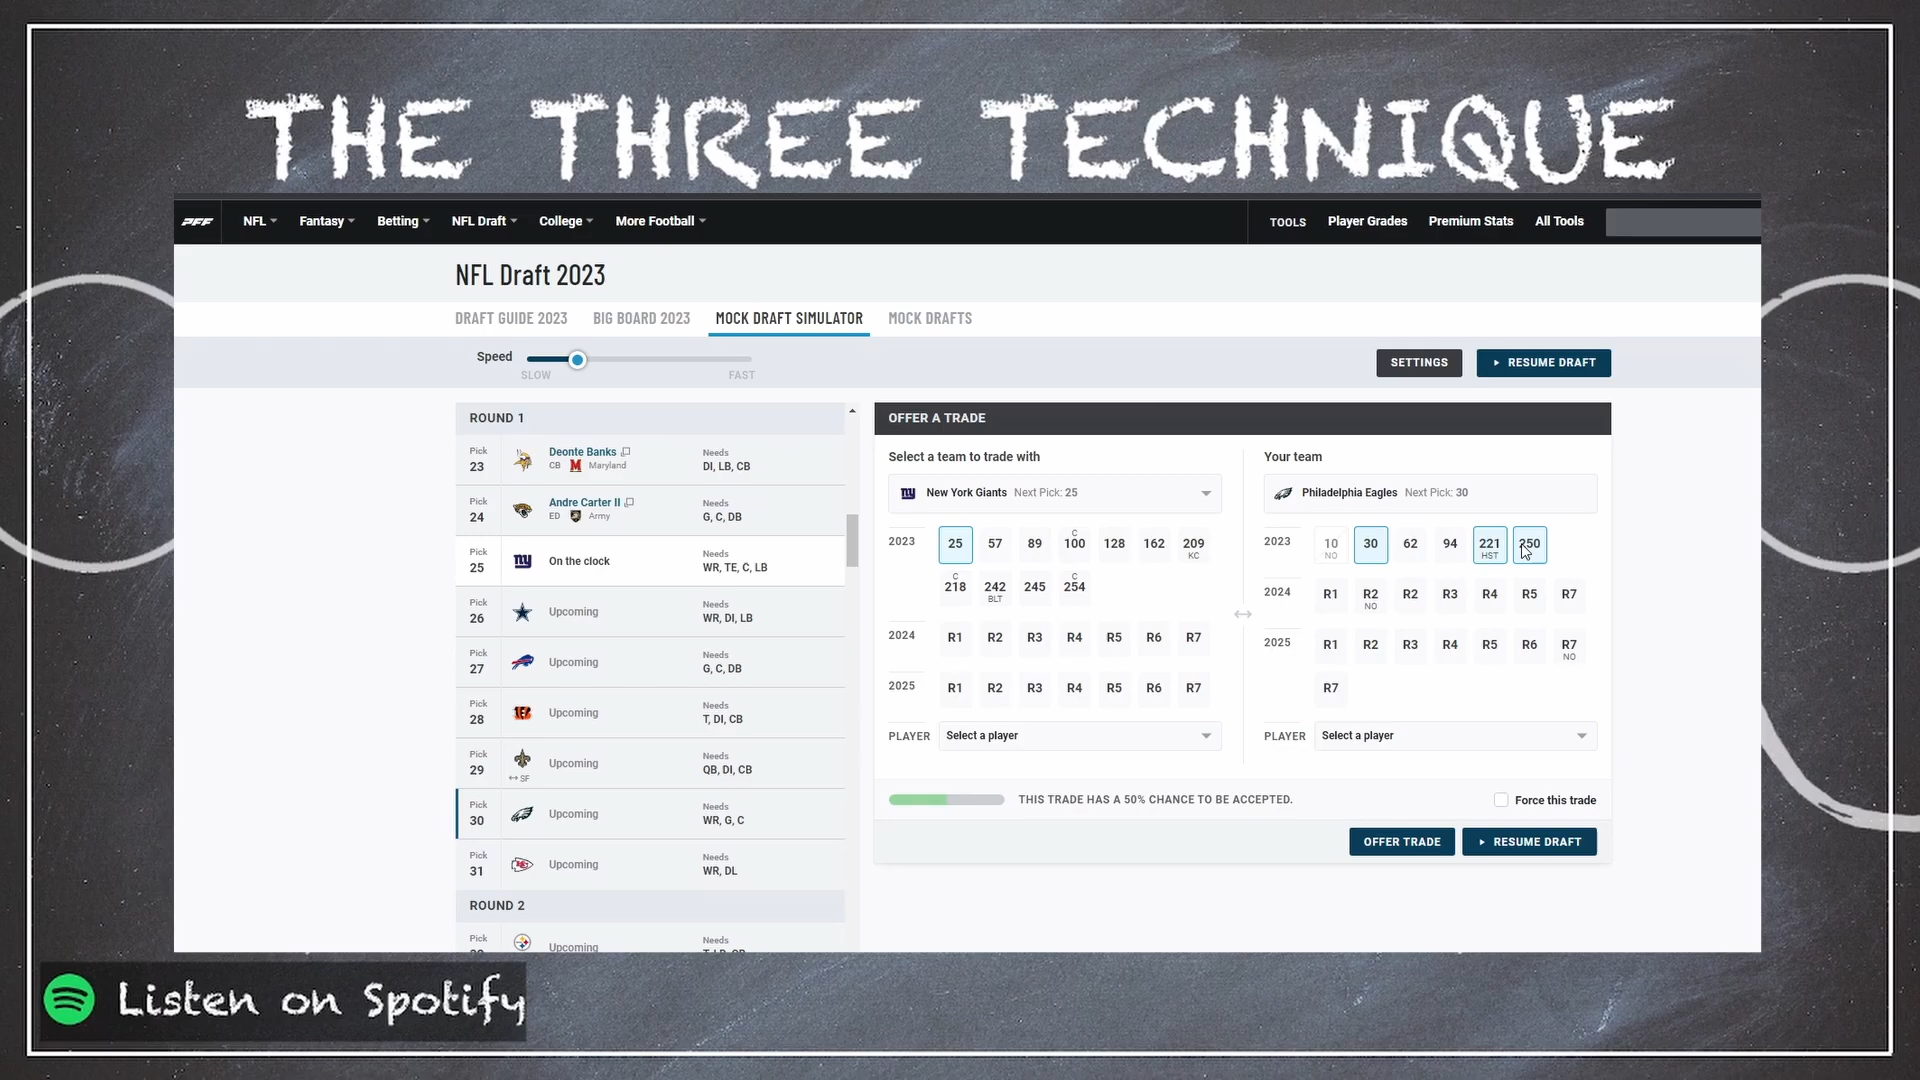 THE THREE TECHNIQUE
PFF NFL Fantasy Betting NFL Draft College More Football TOOLS Player Grades Premium Stats All Tools
NFL Draft 2023
DRAFT GUIDE 2023 BIG BOARD 2023 MOCK DRAFT SIMULATOR MOCK DRAFTS
Speed
SLOW FAST
SETTINGS RESUME DRAFT
ROUND 1
Pick 23 Deonte Banks CB Maryland Needs DI, LB, CB
Pick 24 Andre Carter II ED Army Needs G, C, DB
Pick 25 On the clock Needs WR, TE, C, LB
Pick 26 Upcoming Needs WR, DI, LB
Pick 27 Upcoming Needs G, C, DB
Pick 28 Upcoming Needs T, DI, CB
Pick 29 SF Upcoming Needs QB, DI, CB
Pick 30 Upcoming Needs WR, G, C
Pick 31 Upcoming Needs WR, DL
ROUND 2
Pick Upcoming Needs
OFFER A TRADE
Select a team to trade with
New York Giants Next Pick: 25
2023 25 57 89 C 100 128 162 209 KC
C 218 242 BLT 245 C 254
2024 R1 R2 R3 R4 R5 R6 R7
2025 R1 R2 R3 R4 R5 R6 R7
PLAYER Select a player
Your team
Philadelphia Eagles Next Pick: 30
2023 10 NO 30 62 94 221 HST 250
2024 R1 R2 NO R2 R3 R4 R5 R7
2025 R1 R2 R3 R4 R5 R6 R7 NO
R7
PLAYER Select a player
THIS TRADE HAS A 50% CHANCE TO BE ACCEPTED. Force this trade
OFFER TRADE RESUME DRAFT
Listen on Spotify